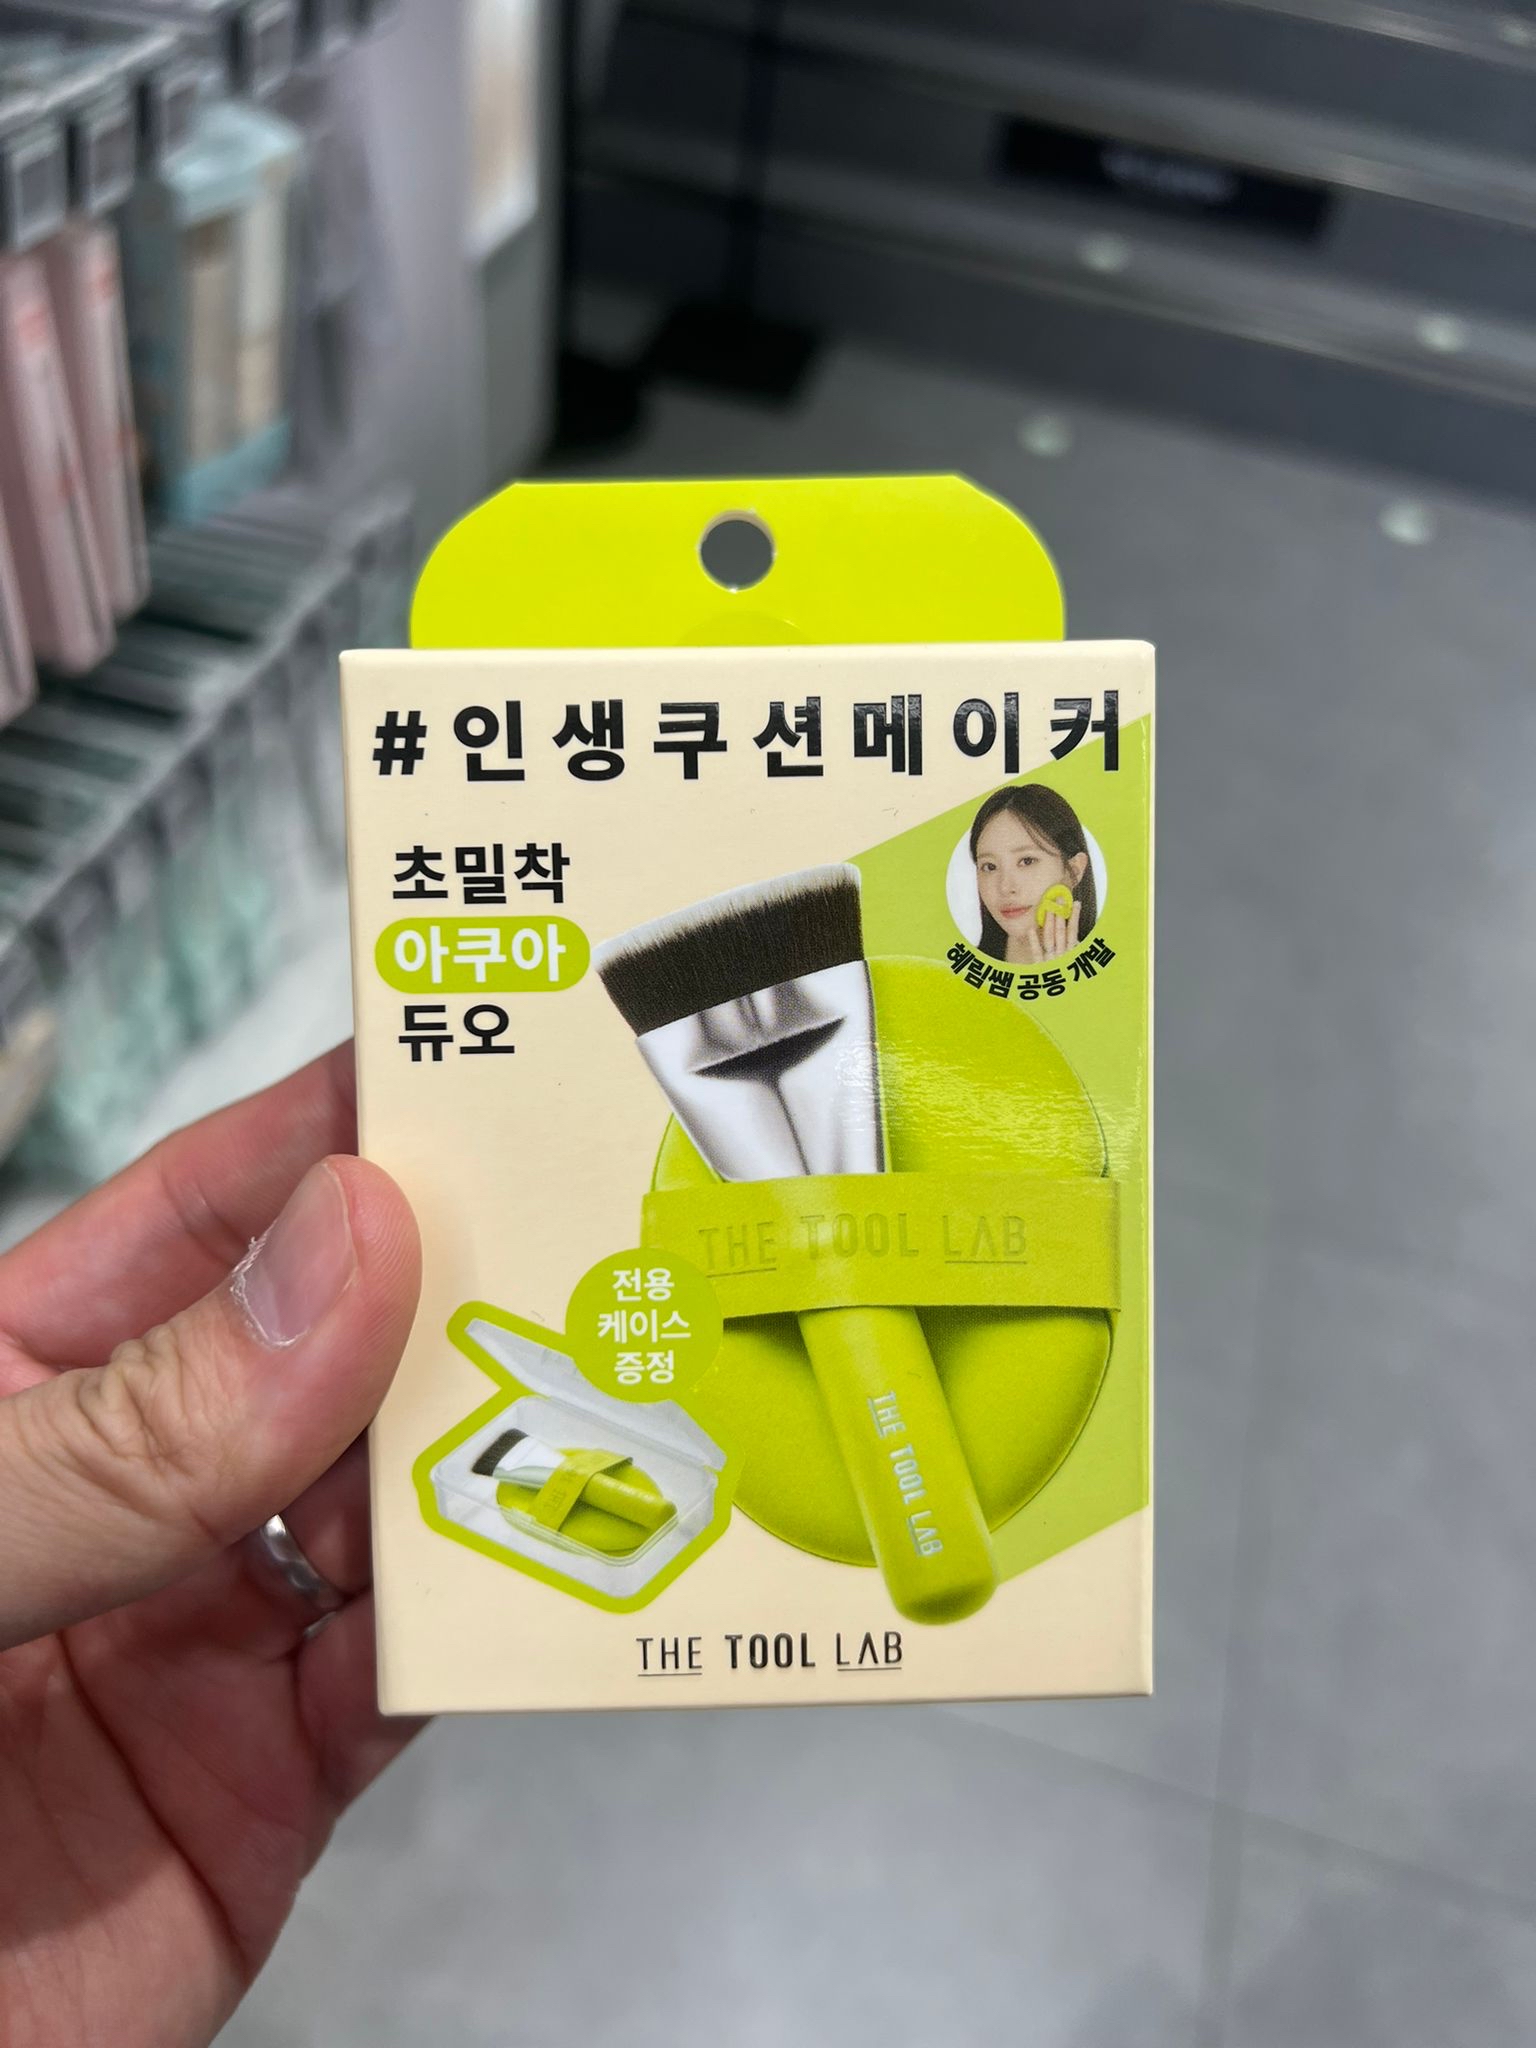 #인생쿠션메이커
초밀착
아쿠아
듀오
혜림쌤 공동 개발
THE TOOL LAB
전용
케이스
증정
THE TOOL LAB
THE TOOL LAB